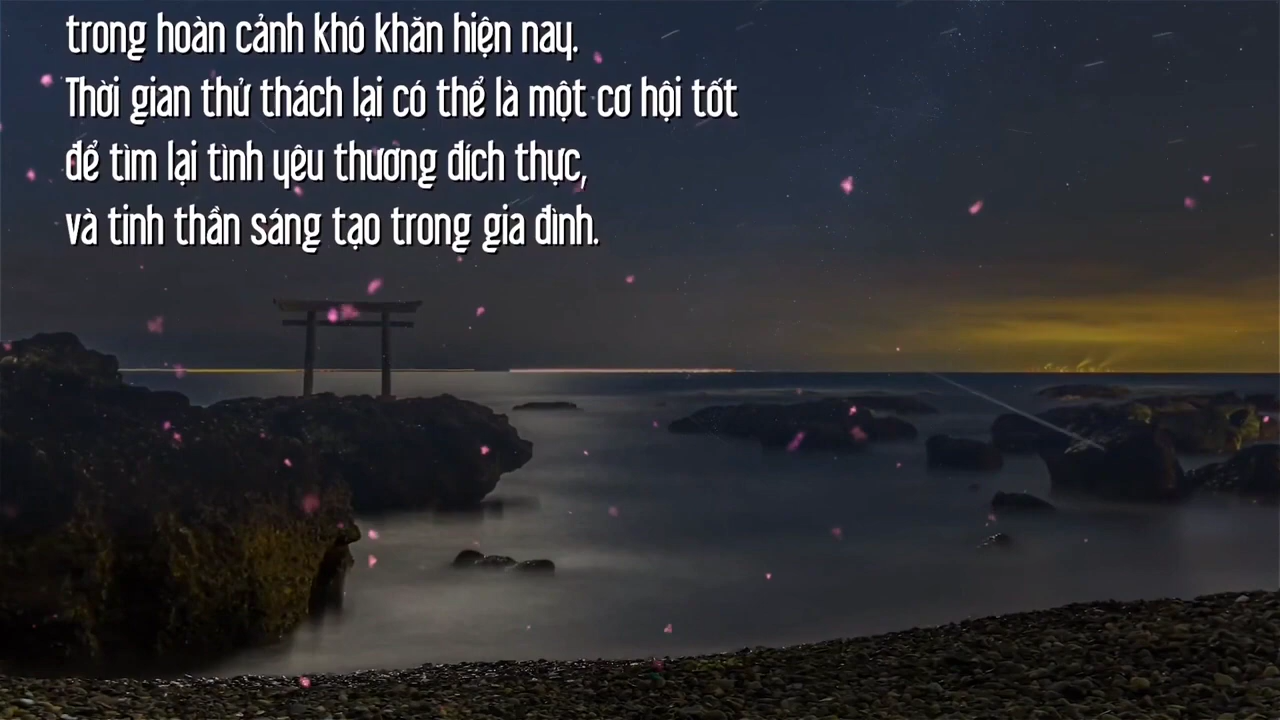 trong hoàn cảnh khó khăn hiện nay.
Thời gian thử thách lại có thể là một cơ hội tốt
để tìm lại tình yêu thương đích thực,
và tinh thần sáng tạo trong gia đình.